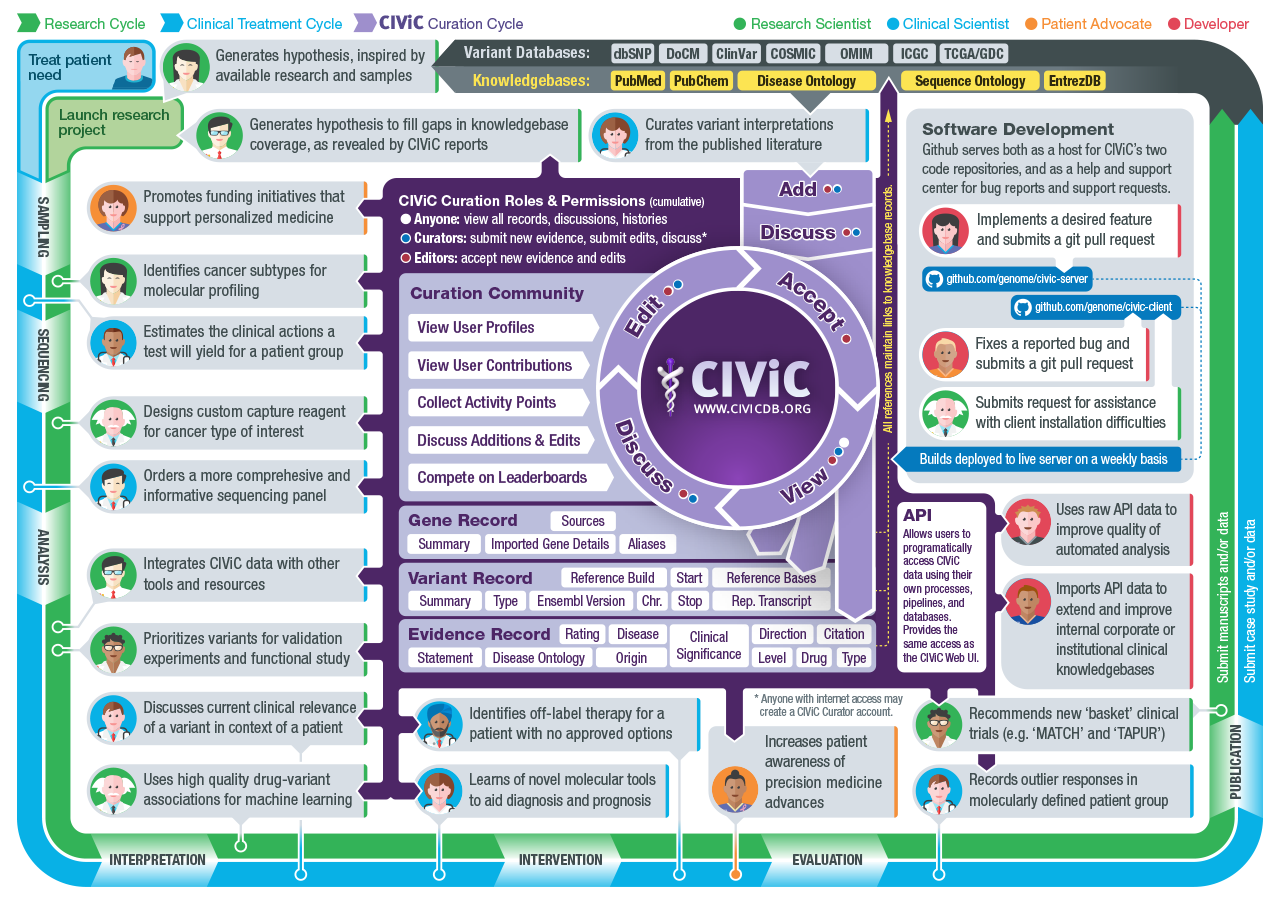 Research Cycle
Clinical Treatment Cycle
CIViC Curation Cycle
Research Scientist
Clinical Scientist
Patient Advocate
Developer
Treat patient
need
Generates hypothesis, inspired by
available research and samples
Variant Databases:
dbSNP
DoCM
ClinVar
COSMIC
OMIM
ICGC
TCGA/GDC
Knowledgebases:
PubMed
PubChem
Disease Ontology
Sequence Ontology
EntrezDB
Launch research
project
Generates hypothesis to fill gaps in knowledgebase
coverage, as revealed by CIViC reports
Curates variant interpretations
from the published literature
SAMPLING
SEQUENCING
ANALYSIS
Promotes funding initiatives that
support personalized medicine
Identifies cancer subtypes for
molecular profiling
Estimates the clinical actions a
test will yield for a patient group
Designs custom capture reagent
for cancer type of interest
Orders a more comprehesive and
informative sequencing panel
Integrates CIViC data with other
tools and resources
Prioritizes variants for validation
experiments and functional study
Discusses current clinical relevance
of a variant in context of a patient
Uses high quality drug-variant
associations for machine learning
CIViC Curation Roles & Permissions (cumulative)
Anyone: view all records, discussions, histories
Curators: submit new evidence, submit edits, discuss*
Editors: accept new evidence and edits
Add
Discuss
Curation Community
View User Profiles
View User Contributions
Collect Activity Points
Discuss Additions & Edits
Compete on Leaderboards
Edit
Accept
Discuss
View
CIViC
WWW.CIVICDB.ORG
All references maintain links to knowledgebase records.
Gene Record
Sources
Summary
Imported Gene Details
Aliases
Variant Record
Reference Build
Start
Reference Bases
Summary
Type
Ensembl Version
Chr.
Stop
Rep. Transcript
Evidence Record
Rating
Disease
Clinical
Significance
Direction
Citation
Statement
Disease Ontology
Origin
Level
Drug
Type
Software Development
Github serves both as a host for CIViC's two
code repositories, and as a help and support
center for bug reports and support requests.
Implements a desired feature
and submits a git pull request
github.com/genome/civic-server
github.com/genome/civic-client
Fixes a reported bug and
submits a git pull request
Submits request for assistance
with client installation difficulties
Builds deployed to live server on a weekly basis
API
Allows users to
programatically
access CIViC
data using their
own processes,
pipelines, and
databases.
Provides the
same access as
the CIViC Web UI.
Uses raw API data to
improve quality of
automated analysis
Imports API data to
extend and improve
internal corporate or
institutional clinical
knowledgebases
Submit manuscripts and/or data
Submit case study and/or data
Identifies off-label therapy for a
patient with no approved options
Learns of novel molecular tools
to aid diagnosis and prognosis
* Anyone with internet access may
create a CIViC Curator account.
Increases patient
awareness of
precision medicine
advances
Recommends new 'basket' clinical
trials (e.g. 'MATCH' and 'TAPUR')
Records outlier responses in
molecularly defined patient group
PUBLICATION
INTERPRETATION
INTERVENTION
EVALUATION